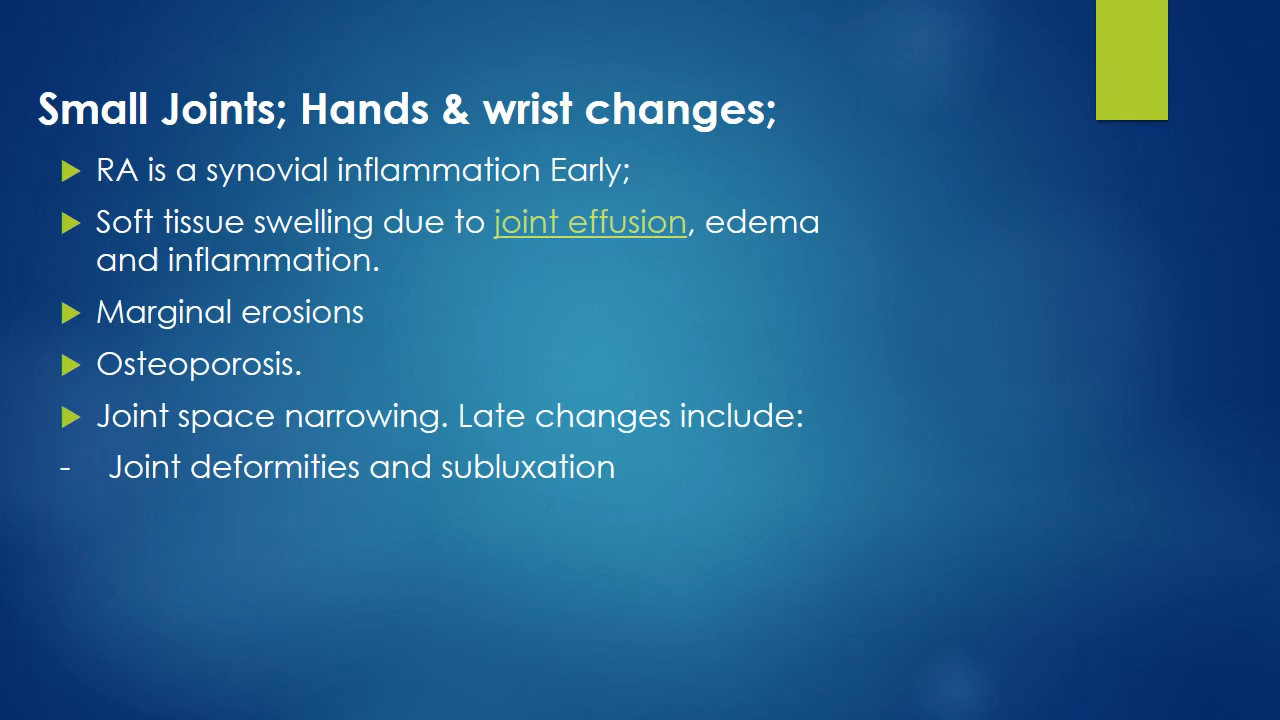 Small Joints; Hands & wrist changes;
RA is a synovial inflammation Early;
Soft tissue swelling due to joint effusion, edema
and inflammation.
Marginal erosions
Osteoporosis.
Joint space narrowing. Late changes include:
- Joint deformities and subluxation